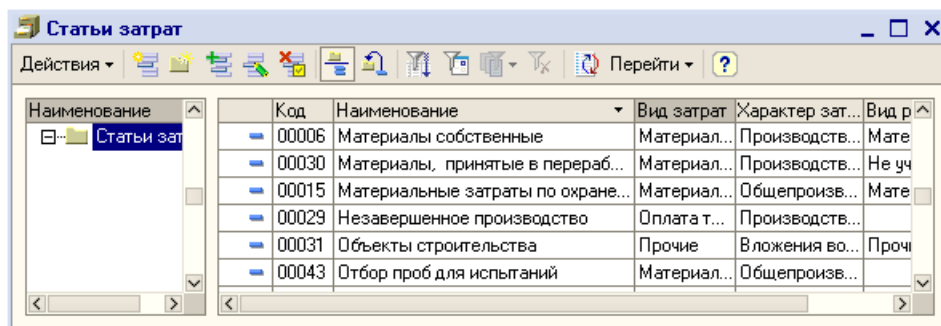 Статьи затрат
Действия Перейти ?
Наименование
Статьи зат
Код Наименование Вид затрат Характер зат... Вид р
00006 Материалы собственные Материал... Производств... Мате
00030 Материалы, принятые в перераб... Материал... Производств... Не уч
00015 Материальные затраты по охране... Материал... Общепроизв... Мате
00029 Незавершенное производство Оплата т... Производств...
00031 Объекты строительства Прочие Вложения во... Проч
00043 Отбор проб для испытаний Материал... Общепроизв...